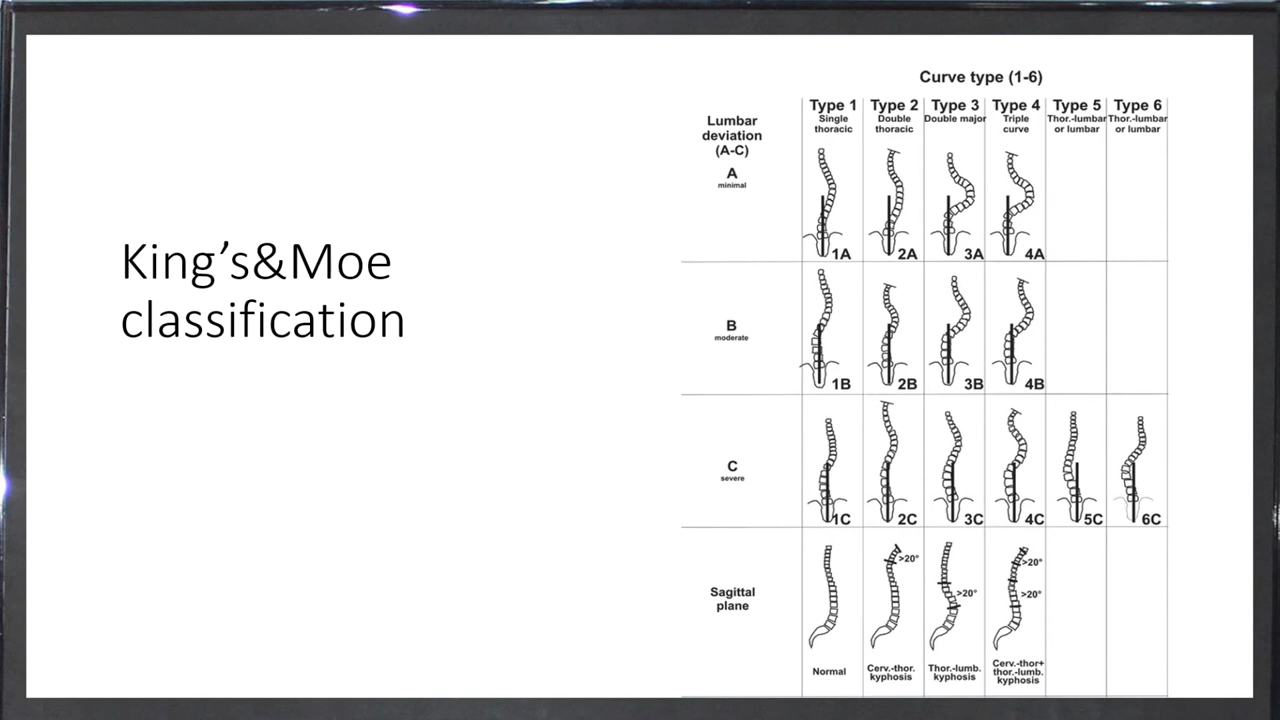 King's&Moe
classification
Curve type (1-6)
Lumbar
deviation
(A-C)
Type 1
Single
thoracic
Type 2
Double
thoracic
Type 3
Double major
Type 4
Triple
curve
Type 5
Thor.-lumbar
or lumbar
Type 6
Thor.-lumbar
or lumbar
A
minimal
1A
2A
3A
4A
B
moderate
1B
2B
3B
4B
C
severe
1C
2C
3C
4C
5C
6C
Sagittal
plane
>20°
>20°
>20°
>20°
Normal
Cerv.-thor.
kyphosis
Thor.-lumb.
kyphosis
Cerv.-thor+
thor.-lumb.
kyphosis